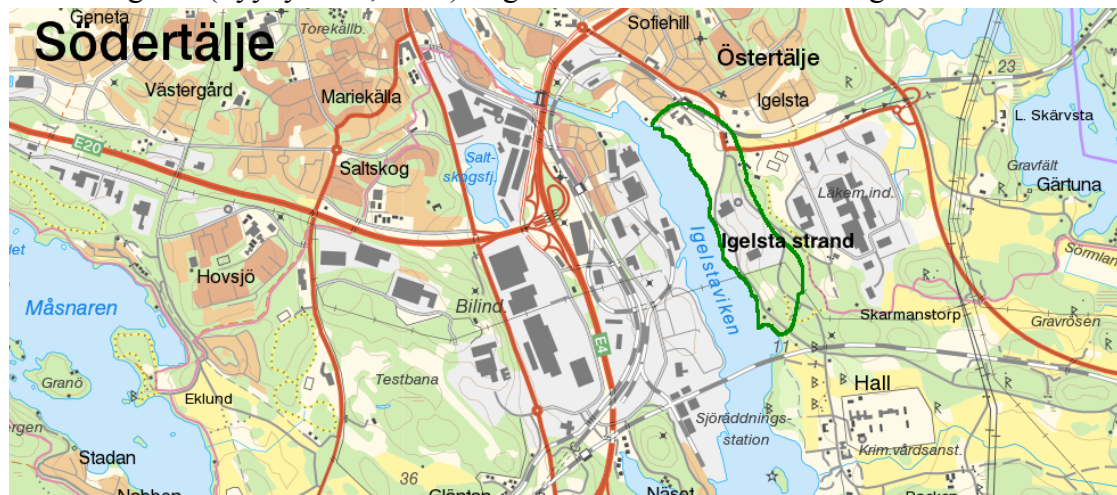 Geneta
Södertälje
Torekällb.
Sofiehill
Östertälje
23
Västergård
Mariekälla
Igelsta
L. Skärvsta
E20
Saltskog
Salt-
skogsfj.
Gravfält
Läkem.ind.
Gärtuna
Igelsta strand
Hovsjö
Igelstaviken
Måsnaren
Bilind.
Skarmanstorp
Gravrösen
E4
11
Granö
Testbana
Hall
Eklund
Sjöräddnings-
station
Krim.vårdsanst.
Stadan
36
Näset